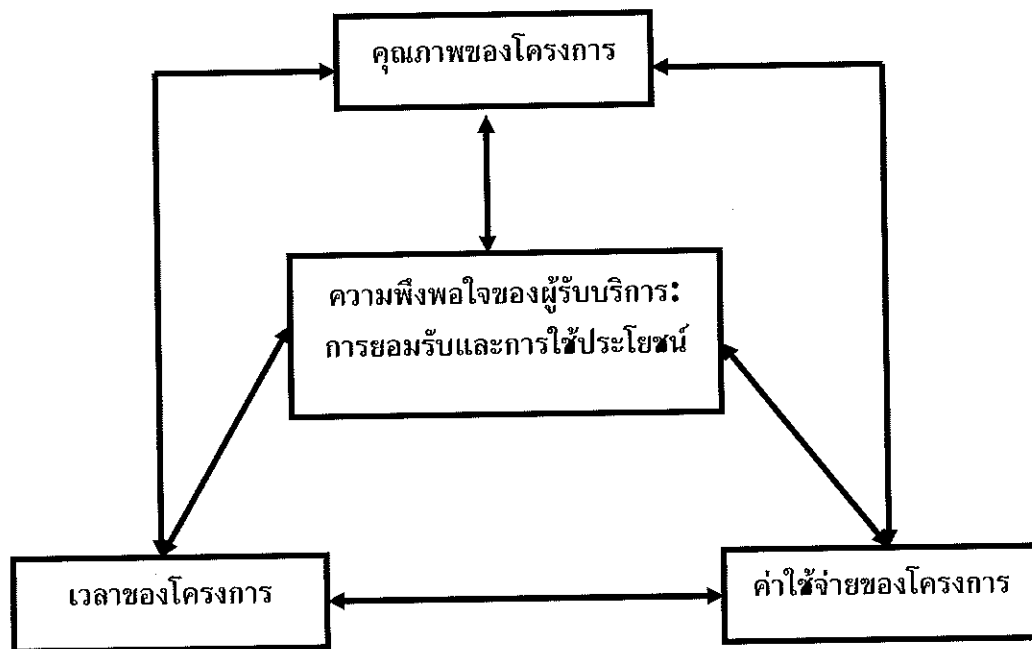 คุณภาพของโครงการ
ความพึงพอใจของผู้รับบริการ:
การยอมรับและการใช้ประโยชน์
เวลาของโครงการ
ค่าใช้จ่ายของโครงการ